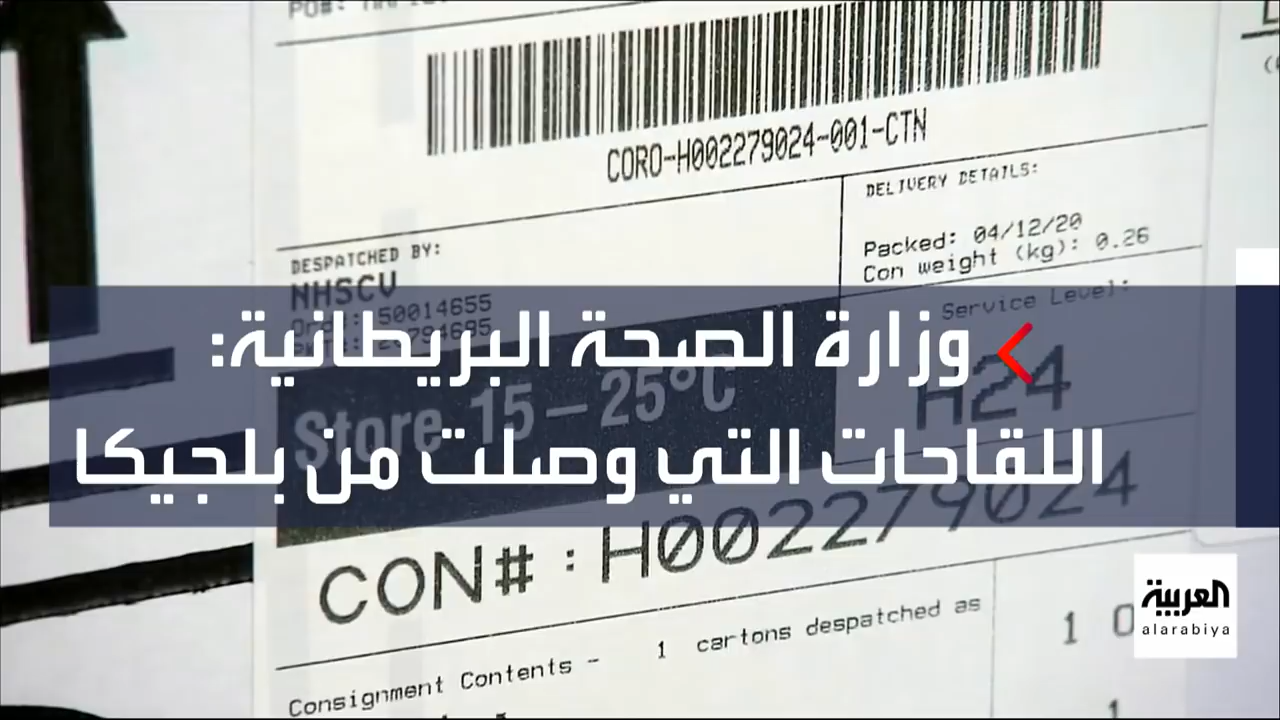 CORO-H002279024-001-CTN
DELIVERY DETAILS:
Packed: 04/12/20
Con weight (kg): 0.26
DESPATCHED BY:
NHSCV
50014655
Service Level:
H24
وزارة الصحة البريطانية:
Store 15 – 25°C
اللقاحات التي وصلت من بلجيكا
CON# : H002279024
Consignment Contents - 1 cartons despatched as
العربية
alarabiya